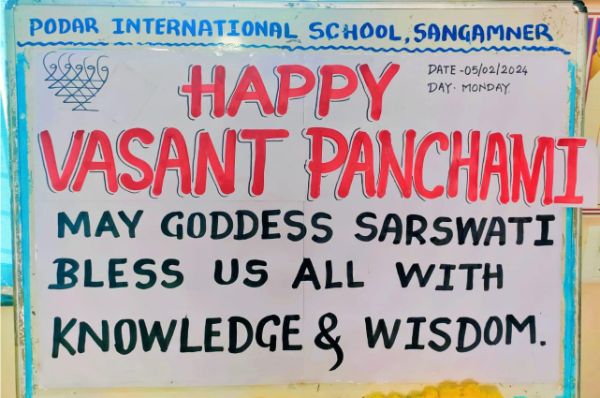 PODAR INTERNATIONAL SCHOOL, SANGAMNER
DATE -05/02/2024
DAY. MONDAY.
HAPPY
VASANT PANCHAMI
MAY GODDESS SARSWATI
BLESS US ALL WITH
KNOWLEDGE & WISDOM.